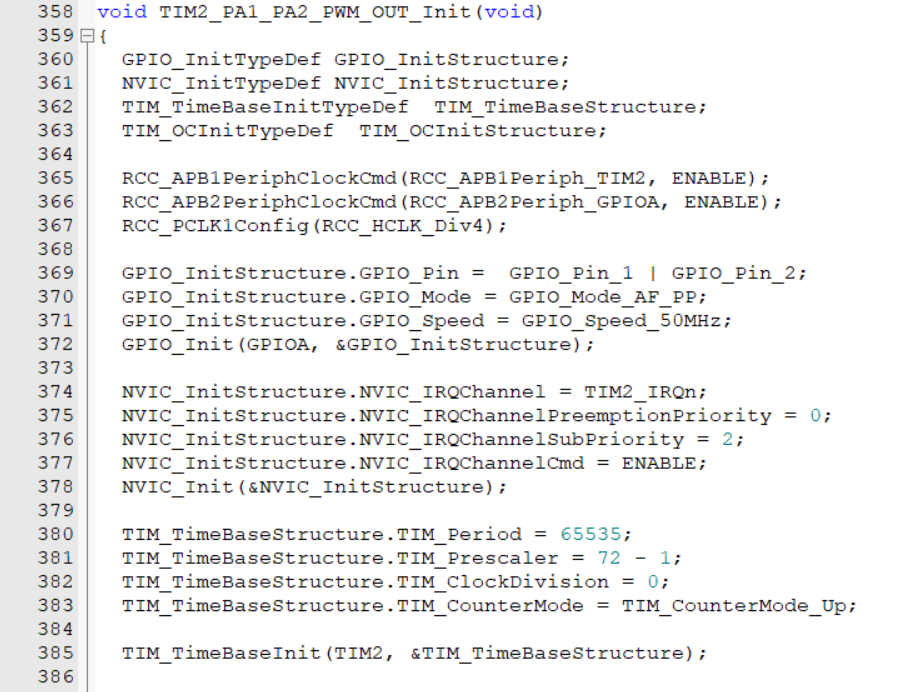 358 void TIM2_PA1_PA2_PWM_OUT_Init(void)
359 {
360 GPIO_InitTypeDef GPIO_InitStructure;
361 NVIC_InitTypeDef NVIC_InitStructure;
362 TIM_TimeBaseInitTypeDef  TIM_TimeBaseStructure;
363 TIM_OCInitTypeDef  TIM_OCInitStructure;
364
365 RCC_APB1PeriphClockCmd(RCC_APB1Periph_TIM2, ENABLE);
366 RCC_APB2PeriphClockCmd(RCC_APB2Periph_GPIOA, ENABLE);
367 RCC_PCLK1Config(RCC_HCLK_Div4);
368
369 GPIO_InitStructure.GPIO_Pin =  GPIO_Pin_1 | GPIO_Pin_2;
370 GPIO_InitStructure.GPIO_Mode = GPIO_Mode_AF_PP;
371 GPIO_InitStructure.GPIO_Speed = GPIO_Speed_50MHz;
372 GPIO_Init(GPIOA, &GPIO_InitStructure);
373
374 NVIC_InitStructure.NVIC_IRQChannel = TIM2_IRQn;
375 NVIC_InitStructure.NVIC_IRQChannelPreemptionPriority = 0;
376 NVIC_InitStructure.NVIC_IRQChannelSubPriority = 2;
377 NVIC_InitStructure.NVIC_IRQChannelCmd = ENABLE;
378 NVIC_Init(&NVIC_InitStructure);
379
380 TIM_TimeBaseStructure.TIM_Period = 65535;
381 TIM_TimeBaseStructure.TIM_Prescaler = 72 - 1;
382 TIM_TimeBaseStructure.TIM_ClockDivision = 0;
383 TIM_TimeBaseStructure.TIM_CounterMode = TIM_CounterMode_Up;
384
385 TIM_TimeBaseInit(TIM2, &TIM_TimeBaseStructure);
386